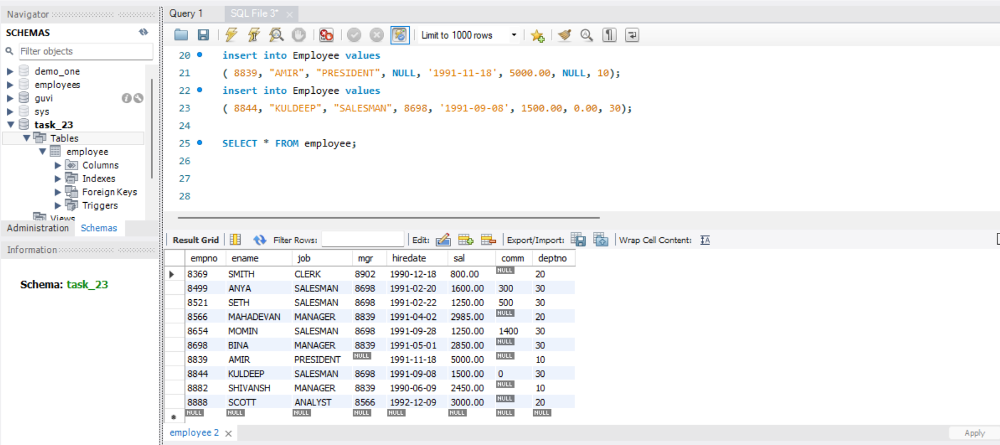 Navigator
SCHEMAS
Filter objects
demo_one
employees
guvi
sys
task_23
Tables
employee
Columns
Indexes
Foreign Keys
Triggers
Views
Administration Schemas
Information
Schema: task_23
Query 1 SQL File 3* ×
Limit to 1000 rows
20 insert into Employee values
21 ( 8839, "AMIR", "PRESIDENT", NULL, '1991-11-18', 5000.00, NULL, 10);
22 insert into Employee values
23 ( 8844, "KULDEEP", "SALESMAN", 8698, '1991-09-08', 1500.00, 0.00, 30);
24
25 SELECT * FROM employee;
26
27
28
Result Grid Filter Rows: Edit: Export/Import: Wrap Cell Content:
empno ename job mgr hiredate sal comm deptno
8369 SMITH CLERK 8902 1990-12-18 800.00 NULL 20
8499 ANYA SALESMAN 8698 1991-02-20 1600.00 300 30
8521 SETH SALESMAN 8698 1991-02-22 1250.00 500 30
8566 MAHADEVAN MANAGER 8839 1991-04-02 2985.00 NULL 20
8654 MOMIN SALESMAN 8698 1991-09-28 1250.00 1400 30
8698 BINA MANAGER 8839 1991-05-01 2850.00 NULL 30
8839 AMIR PRESIDENT NULL 1991-11-18 5000.00 NULL 10
8844 KULDEEP SALESMAN 8698 1991-09-08 1500.00 0 30
8882 SHIVANSH MANAGER 8839 1990-06-09 2450.00 NULL 10
8888 SCOTT ANALYST 8566 1992-12-09 3000.00 NULL 20
NULL NULL NULL NULL NULL NULL NULL NULL
employee 2 ×
Apply